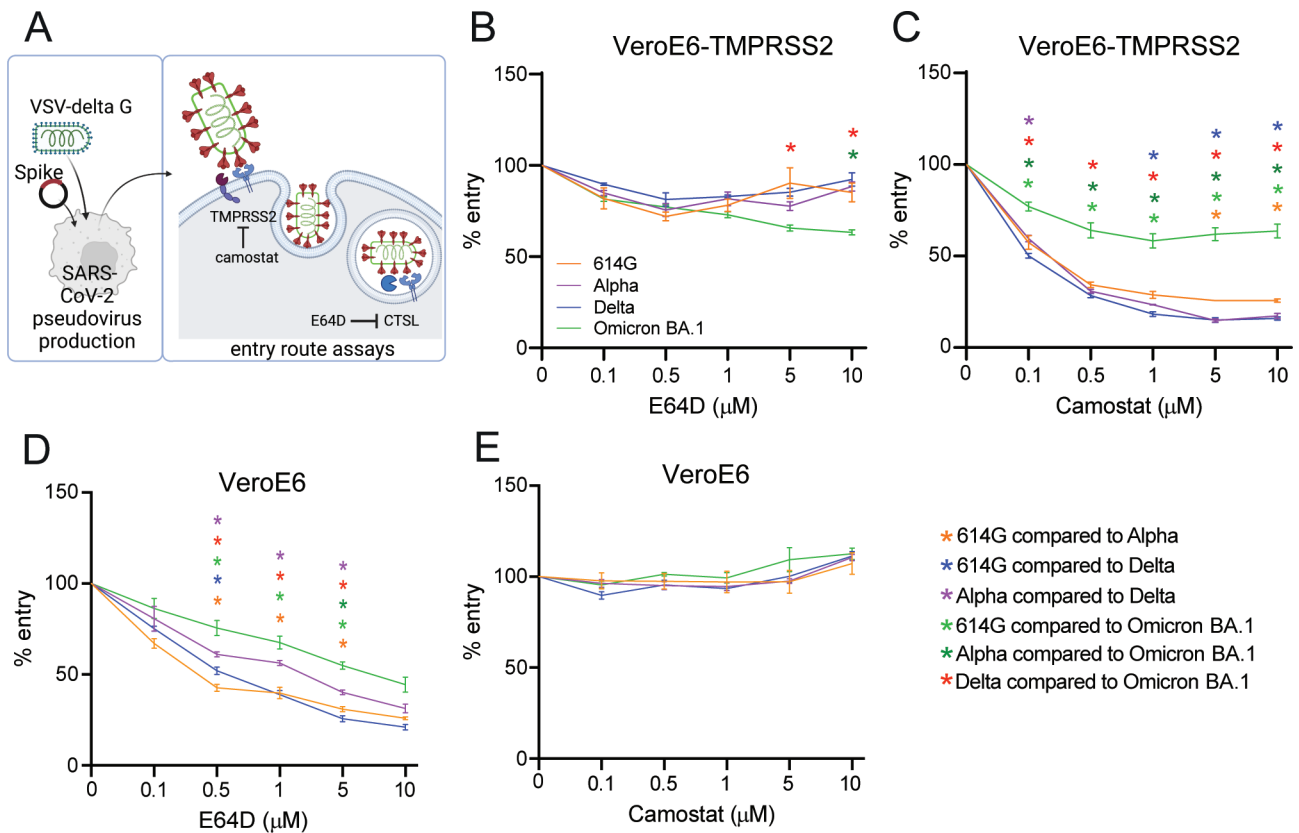 A
VSV-delta G
Spike
SARS-
CoV-2
pseudovirus
production
TMPRSS2
camostat
E64D
CTSL
entry route assays
B
VeroE6-TMPRSS2
150
100
50
0
% entry
* *
*
614G
Alpha
Delta
Omicron BA.1
0 0.1 0.5 1 5 10
E64D (μM)
C
VeroE6-TMPRSS2
150
100
50
0
% entry
* * * *
* * *
* * * *
* * * * *
* * * * *
0 0.1 0.5 1 5 10
Camostat (μM)
D
VeroE6
150
100
50
0
% entry
* * *
* * *
* * *
* * *
* *
0 0.1 0.5 1 5 10
E64D (μM)
E
VeroE6
150
100
50
0
% entry
0 0.1 0.5 1 5 10
Camostat (μM)
* 614G compared to Alpha
* 614G compared to Delta
* Alpha compared to Delta
* 614G compared to Omicron BA.1
* Alpha compared to Omicron BA.1
* Delta compared to Omicron BA.1